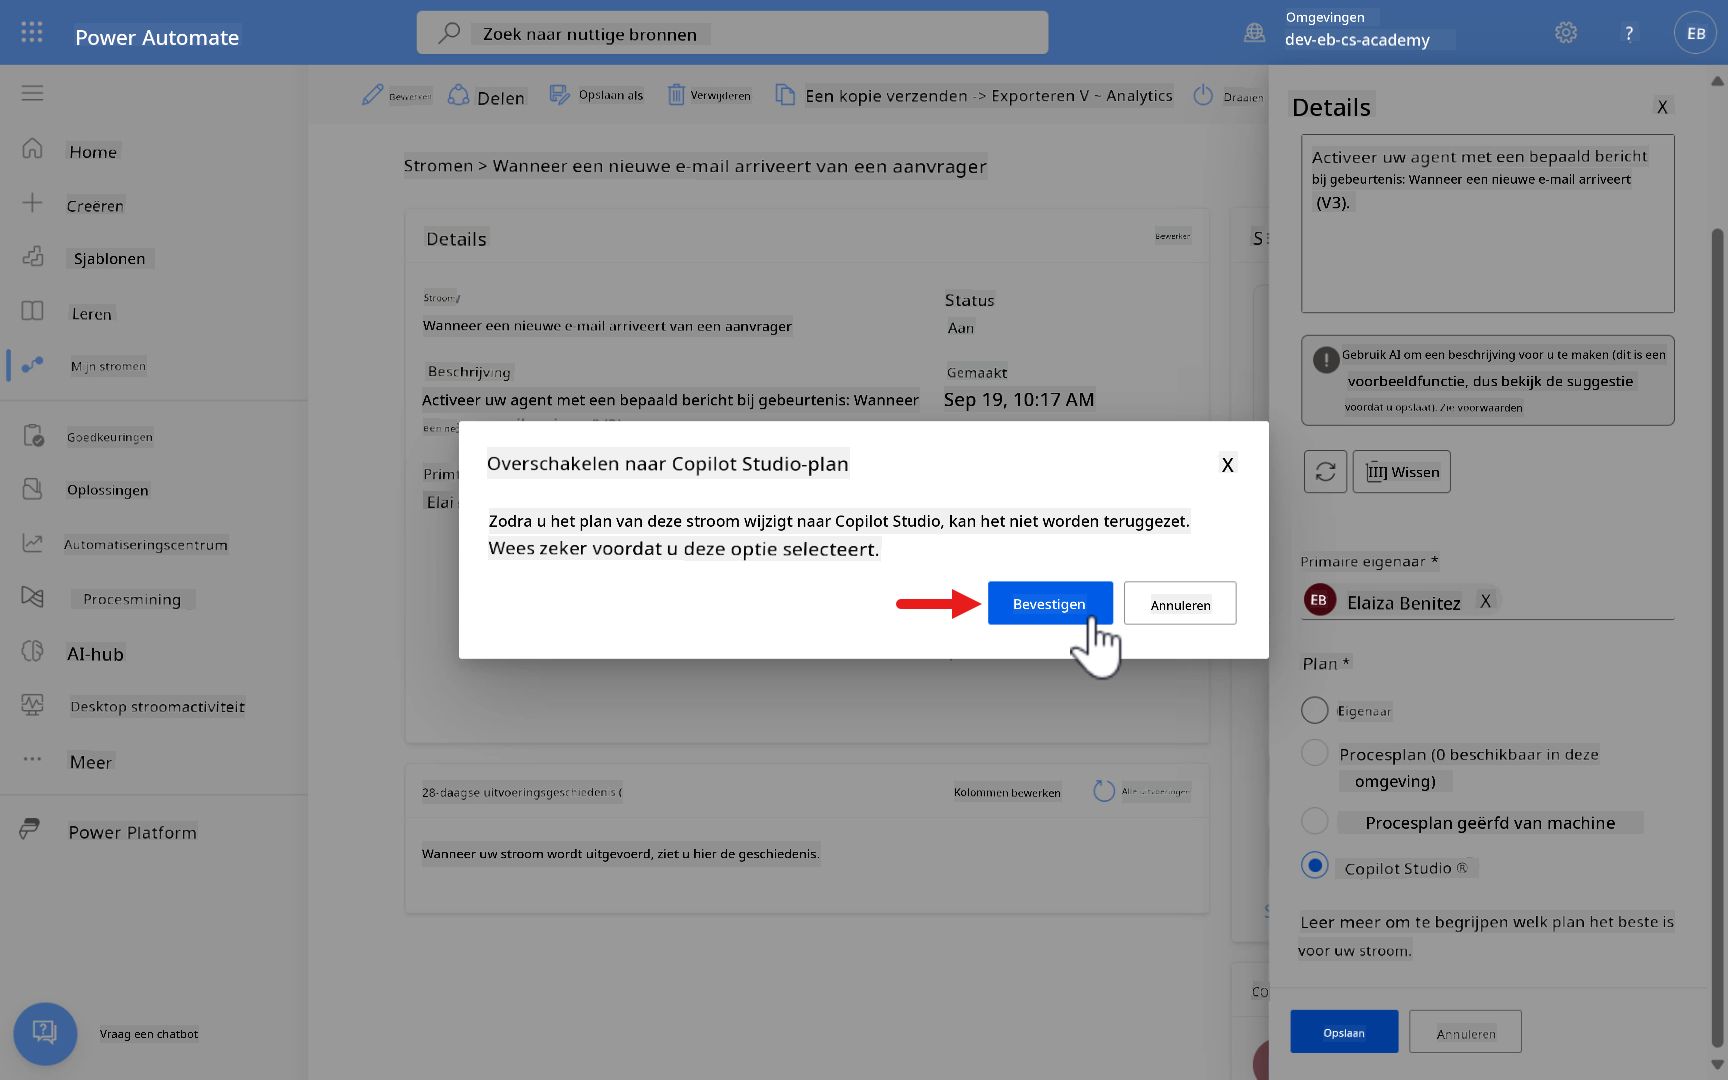 Power Automate
Zoek naar nuttige bronnen
Omgevingen
dev-eb-cs-academy
?
EB
Home
Creëren
Sjablonen
Leren
Mijn stromen
Goedkeuringen
Oplossingen
Automatiseringscentrum
Procesmining
AI-hub
Desktop stroomactiviteit
Meer
Power Platform
Vraag een chatbot
Bewerken
Delen
Opslaan als
Verwijderen
Een kopie verzenden -> Exporteren V ~ Analytics
Draaien
Stromen > Wanneer een nieuwe e-mail arriveert van een aanvrager
Details
Bewerken
Stroom/
Wanneer een nieuwe e-mail arriveert van een aanvrager
Status
Aan
Beschrijving
Activeer uw agent met een bepaald bericht bij gebeurtenis: Wanneer
Gemaakt
Sep 19, 10:17 AM
Overschakelen naar Copilot Studio-plan
X
Zodra u het plan van deze stroom wijzigt naar Copilot Studio, kan het niet worden teruggezet.
Wees zeker voordat u deze optie selecteert.
Bevestigen
Annuleren
28-daagse uitvoeringsgeschiedenis (
Kolommen bewerken
Alle uitvoeringen
Wanneer uw stroom wordt uitgevoerd, ziet u hier de geschiedenis.
Details
X
Activeer uw agent met een bepaald bericht
bij gebeurtenis: Wanneer een nieuwe e-mail arriveert
(V3).
Gebruik AI om een beschrijving voor u te maken (dit is een
voorbeeldfunctie, dus bekijk de suggestie
voordat u opslaat). Zie voorwaarden
III] Wissen
Primaire eigenaar *
EB
Elaiza Benitez X
Plan *
Eigenaar
Procesplan (0 beschikbaar in deze
omgeving)
Procesplan geërfd van machine
Copilot Studio ®
Leer meer om te begrijpen welk plan het beste is
voor uw stroom.
Opslaan
Annuleren